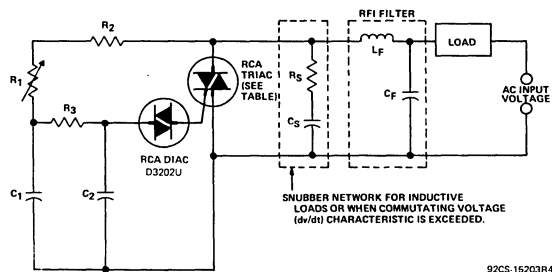 RFI FILTER
R2
LF
LOAD
RCA
TRIAC
(SEE
TABLE)
RS
CF
AC INPUT
VOLTAGE
R1
R3
CS
RCA DIAC
D3202U
C1
C2
SNUBBER NETWORK FOR INDUCTIVE
LOADS OR WHEN COMMUTATING VOLTAGE
(dv/dt) CHARACTERISTIC IS EXCEEDED.
92CS-15203R4